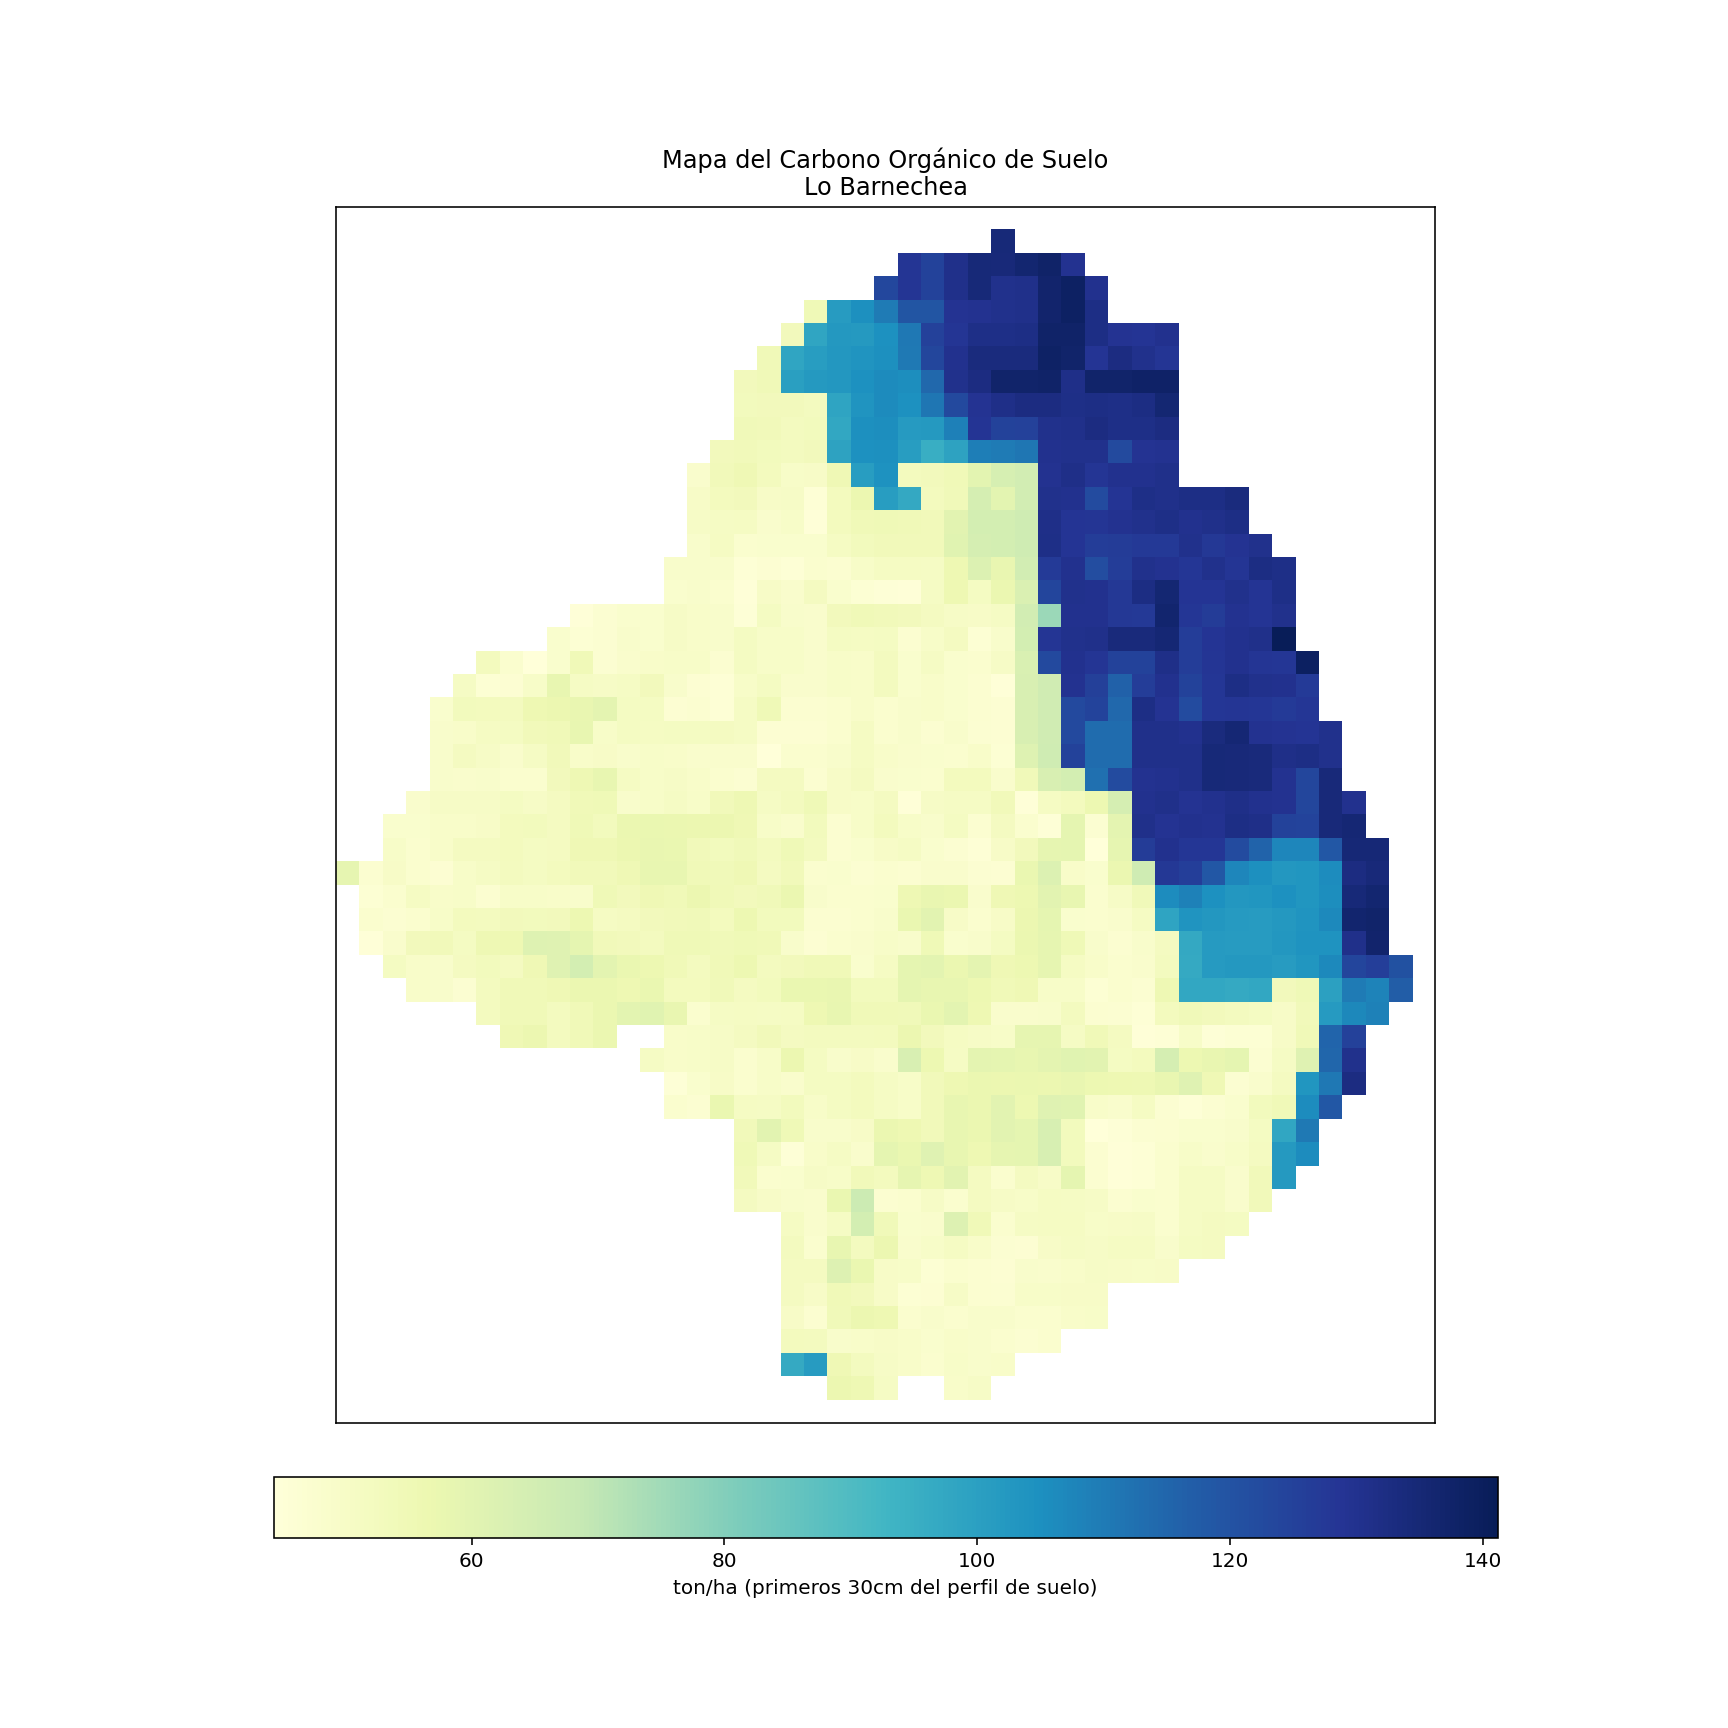 Mapa del Carbono Orgánico de Suelo
Lo Barnechea
60 80 100 120 140
ton/ha (primeros 30cm del perfil de suelo)